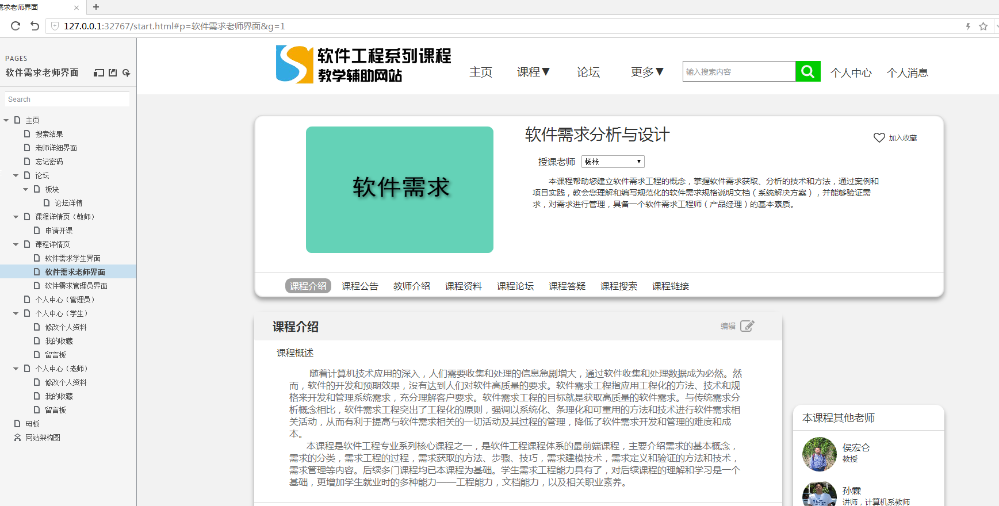 需求老师界面
127.0.0.1:32767/start.html#p=软件需求老师界面&g=1
PAGES
软件需求老师界面
Search
主页
搜索结果
老师详细界面
忘记密码
论坛
板块
论坛详情
课程详情页（教师）
申请开课
课程详情页
软件需求学生界面
软件需求老师界面
软件需求管理员界面
个人中心（管理员）
个人中心（学生）
修改个人资料
我的收藏
留言板
个人中心（老师）
修改个人资料
我的收藏
留言板
母板
网站架构图
软件工程系列课程
教学辅助网站
主页 课程▼ 论坛 更多▼ 输入搜索内容 个人中心 个人消息
软件需求
软件需求分析与设计
加入收藏
授课老师 杨枨
本课程帮助您建立软件需求工程的概念，掌握软件需求获取、分析的技术和方法，通过案例和
项目实践，教会您理解和编写规范化的软件需求规格说明文档（系统解决方案），并能够验证需
求，对需求进行管理，具备一个软件需求工程师（产品经理）的基本素质。
课程介绍 课程公告 教师介绍 课程资料 课程论坛 课程答疑 课程搜索 课程链接
课程介绍
编辑
课程概述
随着计算机技术应用的深入，人们需要收集和处理的信息急剧增大，通过软件收集和处理数据成为必然。然
而，软件的开发和预期效果，没有达到人们对软件高质量的要求。软件需求工程指应用工程化的方法、技术和规
格来开发和管理系统需求，充分理解客户要求。软件需求工程的目标就是获取高质量的软件需求。与传统需求分
析概念相比，软件需求工程突出了工程化的原则，强调以系统化、条理化和可重用的方法和技术进行软件需求相
关活动，从而有利于提高与软件需求相关的一切活动及其过程的管理，降低了软件需求开发和管理的难度和成
本。
本课程是软件工程专业系列核心课程之一，是软件工程课程体系的最前端课程，主要介绍需求的基本概念，
需求的分类，需求工程的过程，需求获取的方法、步骤、技巧，需求建模技术，需求定义和验证的方法和技术，
需求管理等内容。后续多门课程均已本课程为基础。学生需求工程能力具有了，对后续课程的理解和学习是一个
基础，更增加学生就业时的多种能力——工程能力，文档能力，以及相关职业素养。
本课程其他老师
侯宏仑
教授
孙霖
讲师，计算机系教师